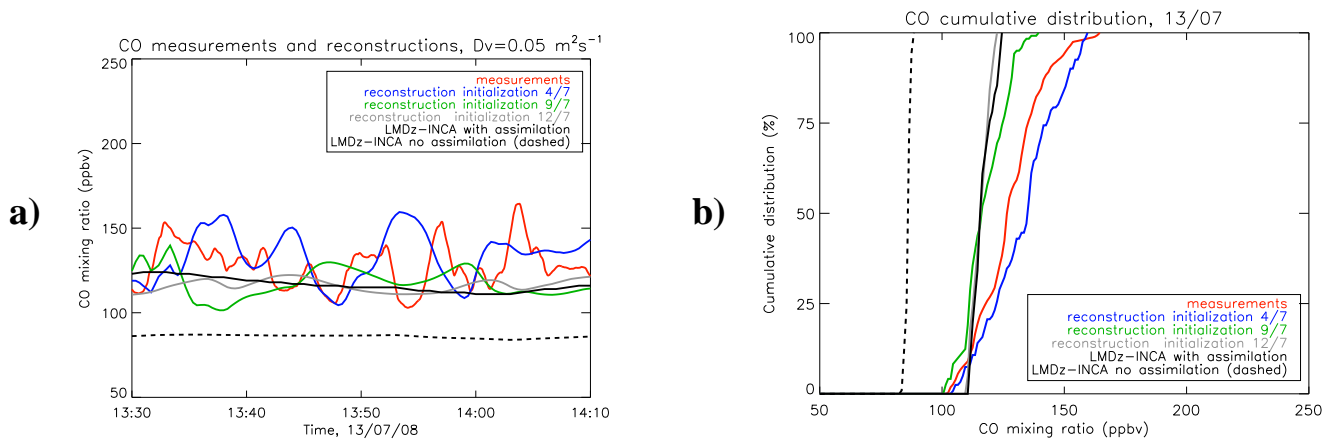 a)
CO measurements and reconstructions, Dv=0.05 m²s⁻¹
250
200
150
100
50
CO mixing ratio (ppbv)
measurements
reconstruction initialization 4/7
reconstruction initialization 9/7
reconstruction initialization 12/7
LMDz-INCA with assimilation
LMDz-INCA no assimilation (dashed)
13:30 13:40 13:50 14:00 14:10
Time, 13/07/08
b)
CO cumulative distribution, 13/07
100
75
50
25
0
Cumulative distribution (%)
measurements
reconstruction initialization 4/7
reconstruction initialization 9/7
reconstruction initialization 12/7
LMDz-INCA with assimilation
LMDz-INCA no assimilation (dashed)
50 100 150 200 250
CO mixing ratio (ppbv)